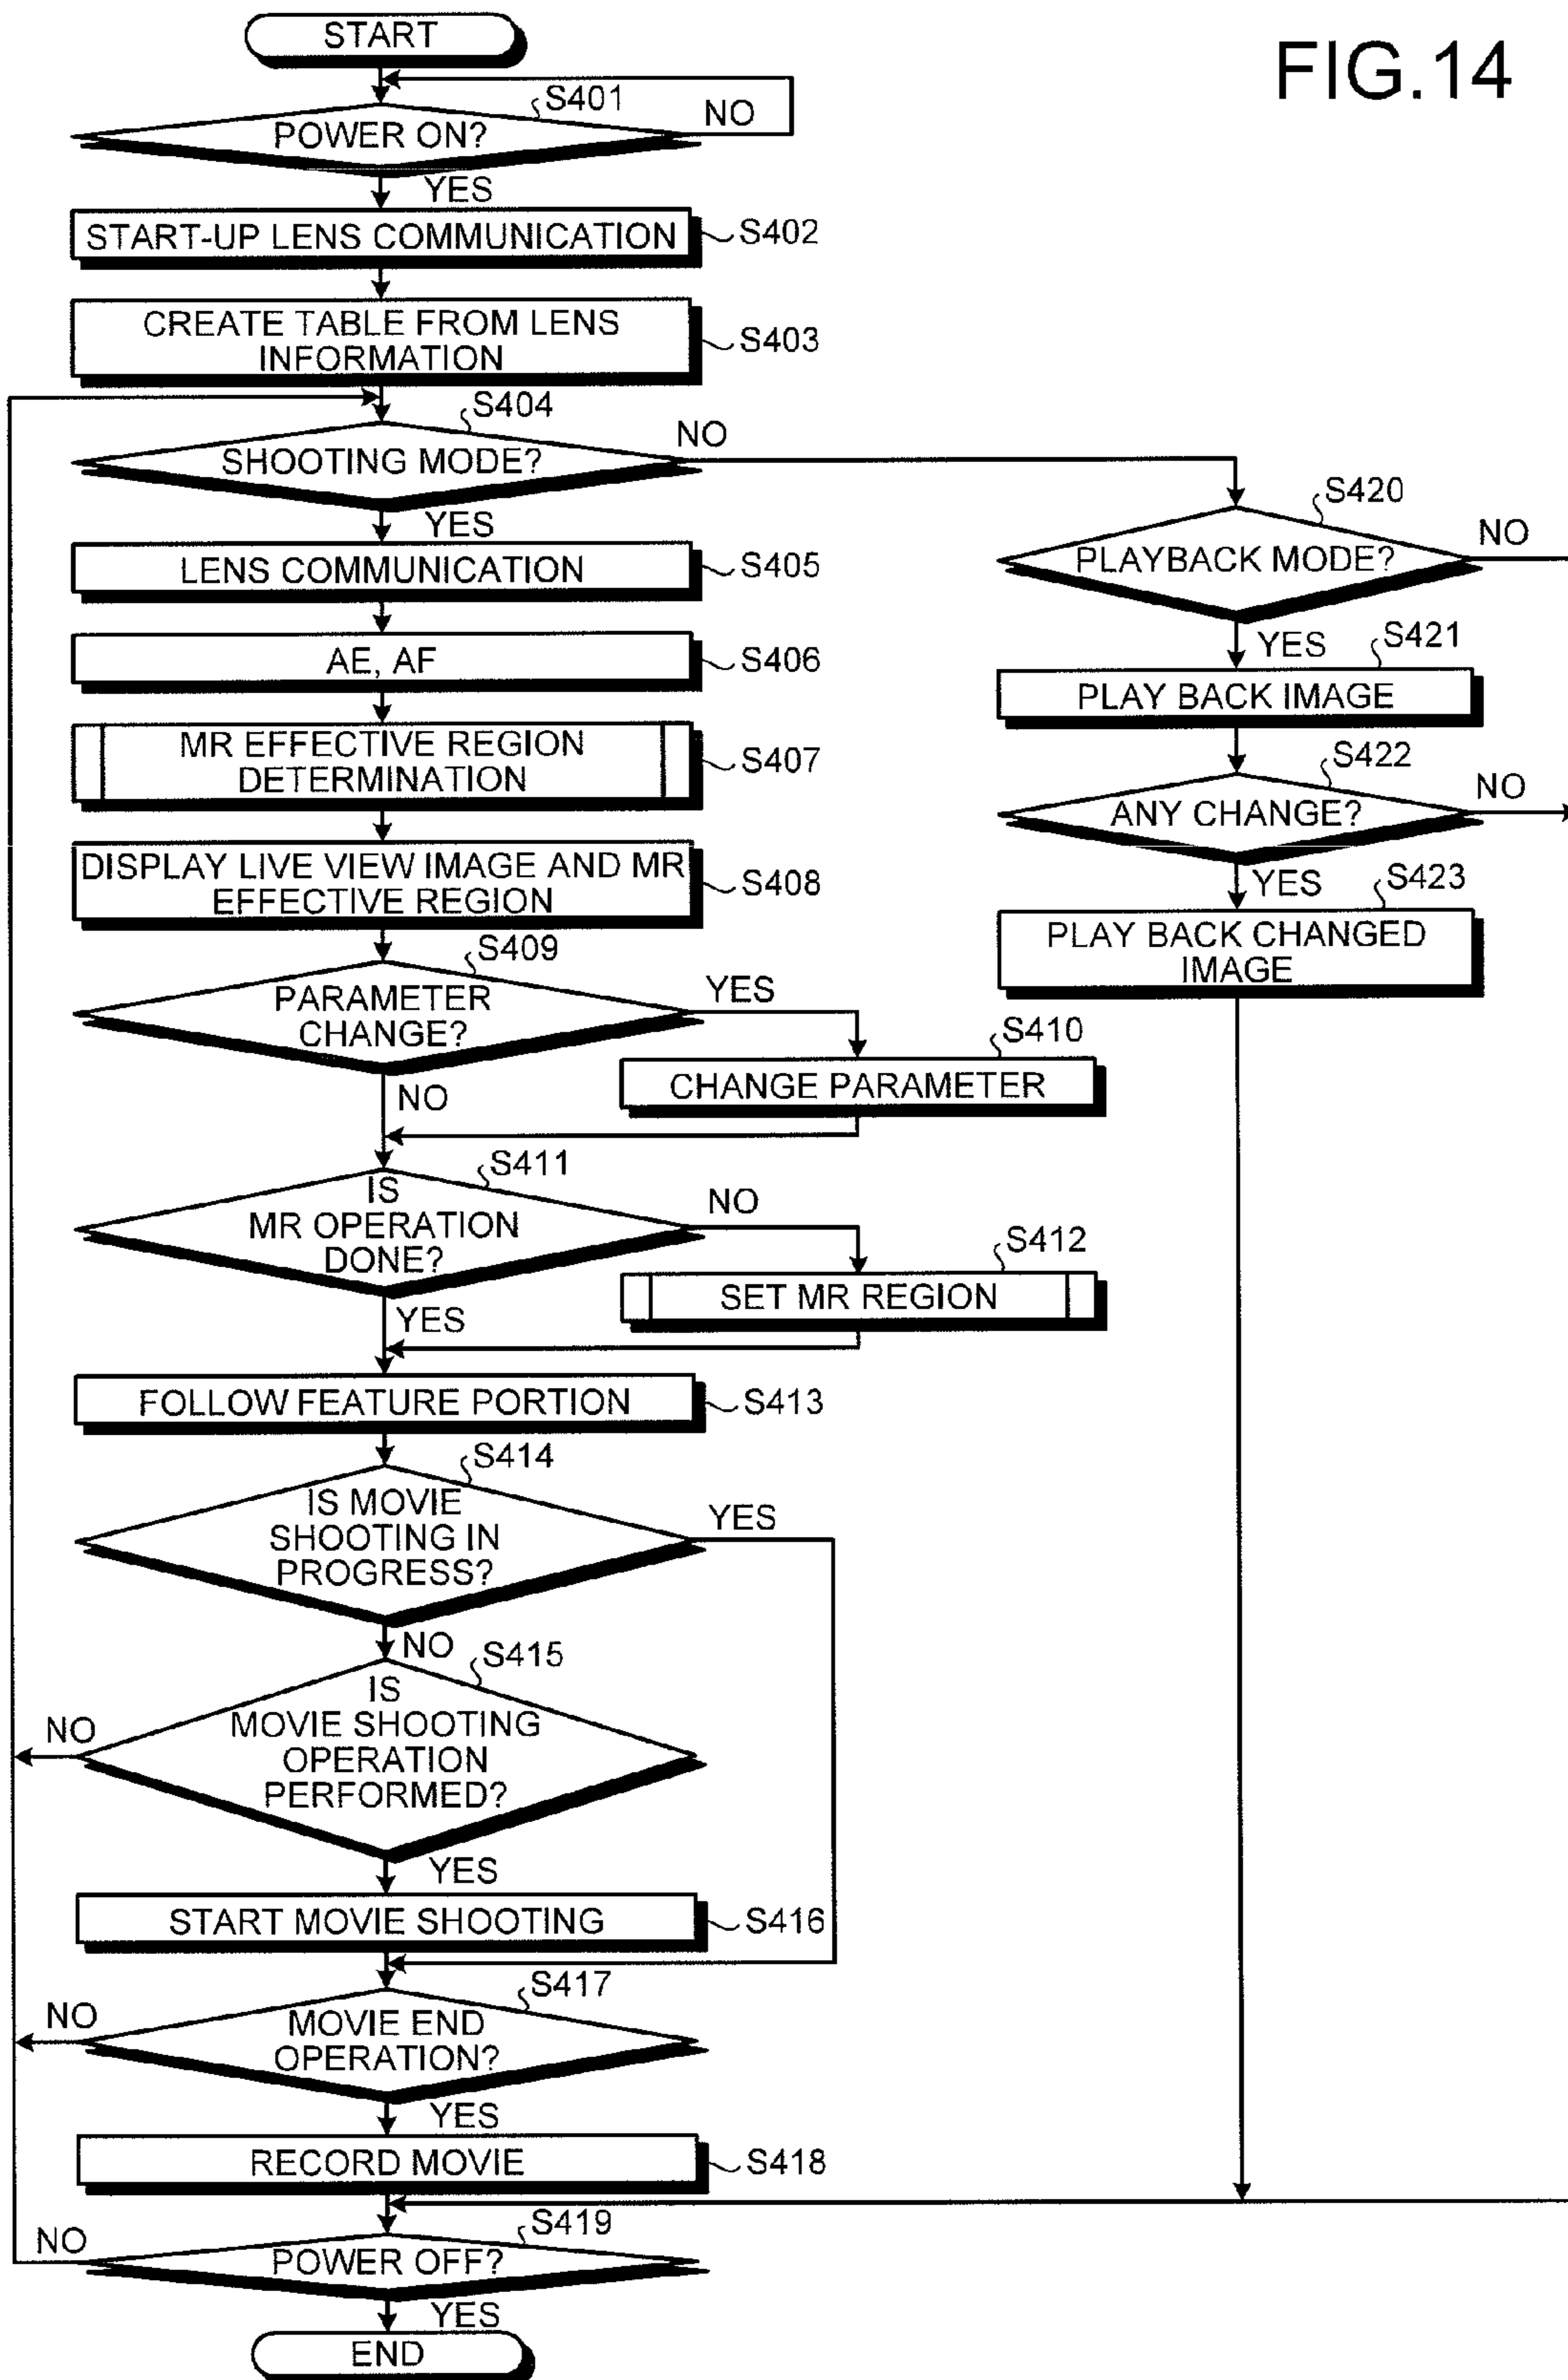 FIG.14
START
S401
POWER ON?
NO
YES
START-UP LENS COMMUNICATION
S402
CREATE TABLE FROM LENS
INFORMATION
S403
S404
SHOOTING MODE?
NO
YES
LENS COMMUNICATION
S405
AE, AF
S406
MR EFFECTIVE REGION
DETERMINATION
S407
DISPLAY LIVE VIEW IMAGE AND MR
EFFECTIVE REGION
S408
S409
PARAMETER
CHANGE?
YES
NO
S410
CHANGE PARAMETER
S411
IS
MR OPERATION
DONE?
NO
YES
S412
SET MR REGION
FOLLOW FEATURE PORTION
S413
S414
IS MOVIE
SHOOTING IN
PROGRESS?
YES
NO
S415
IS
MOVIE SHOOTING
OPERATION
PERFORMED?
NO
YES
START MOVIE SHOOTING
S416
S417
MOVIE END
OPERATION?
NO
YES
RECORD MOVIE
S418
S419
POWER OFF?
NO
YES
END
S420
PLAYBACK MODE?
NO
YES
S421
PLAY BACK IMAGE
S422
ANY CHANGE?
NO
YES
S423
PLAY BACK CHANGED
IMAGE